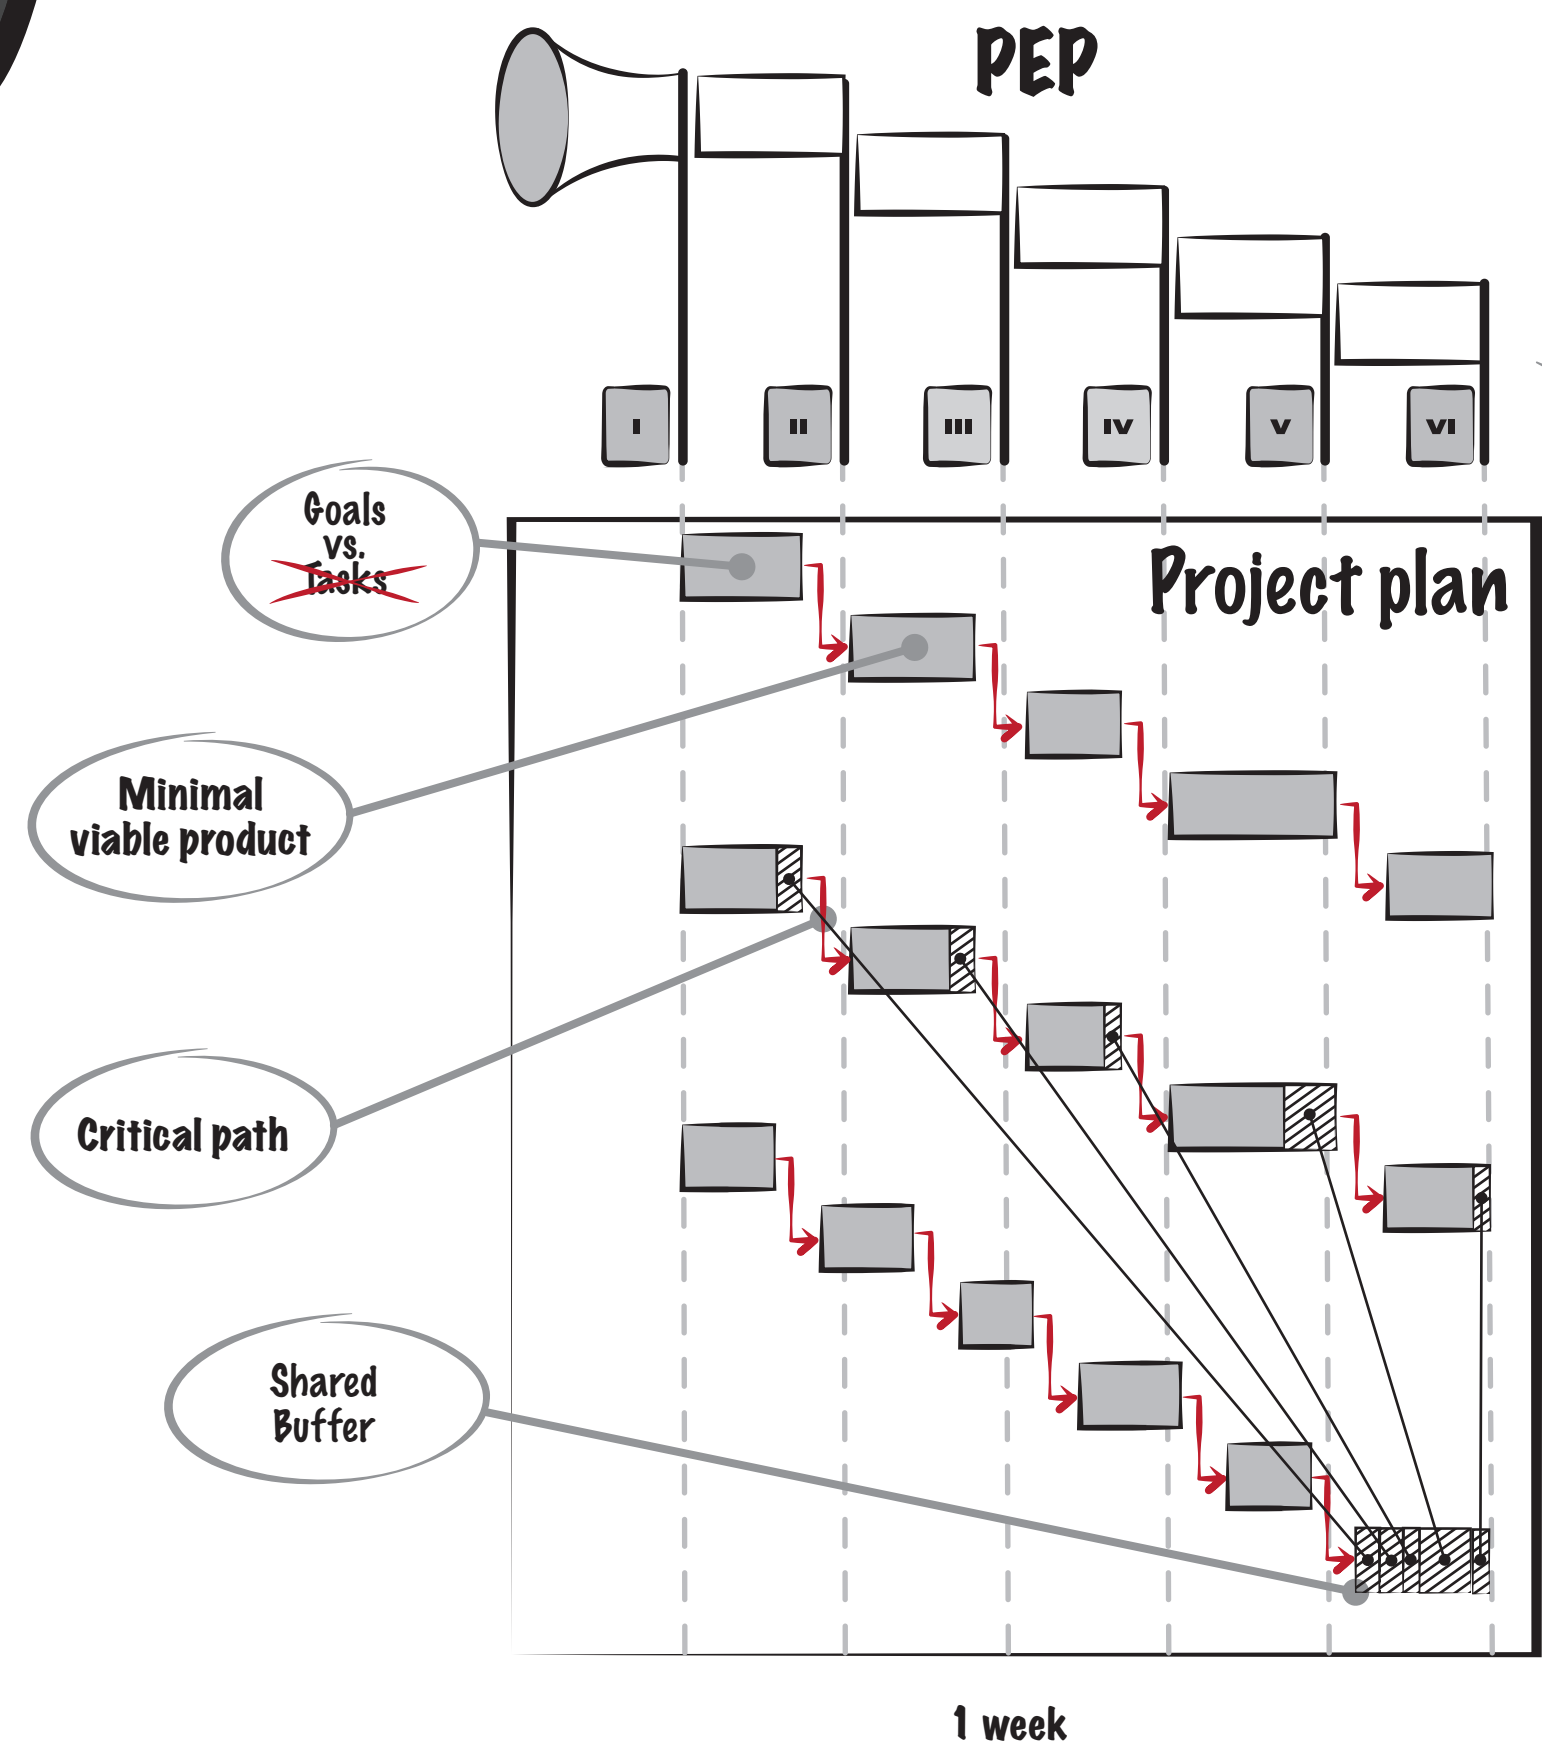 PEP
I II III IV V VI
Project plan
Goals
vs.
Tasks
Minimal
viable product
Critical path
Shared
Buffer
1 week